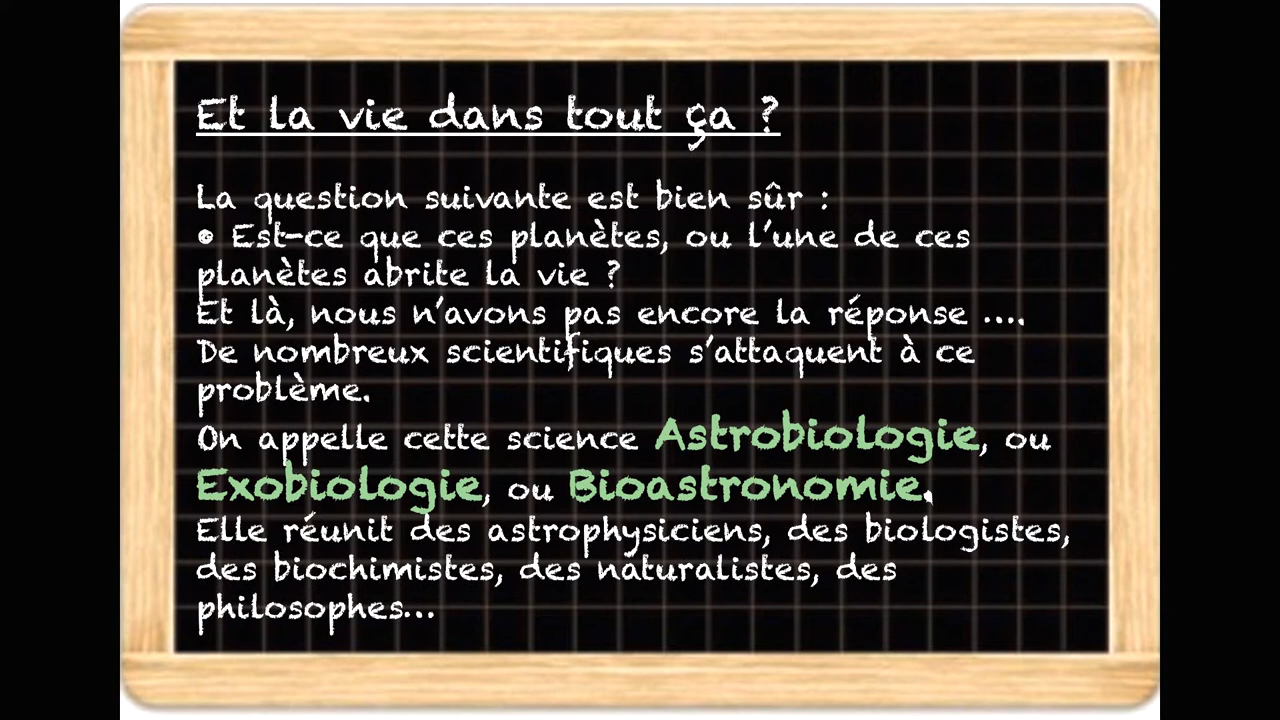 Et la vie dans tout ça ?
La question suivante est bien sûr :
• Est-ce que ces planètes, ou l'une de ces
planètes abrite la vie ?
Et là, nous n'avons pas encore la réponse ....
De nombreux scientifiques s'attaquent à ce
problème.
On appelle cette science Astrobiologie, ou
Exobiologie, ou Bioastronomie.
Elle réunit des astrophysiciens, des biologistes,
des biochimistes, des naturalistes, des
philosophes...